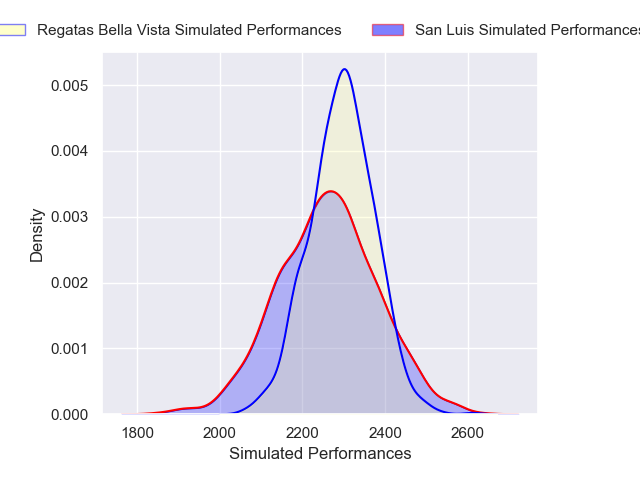 Regatas Bella Vista Simulated Performances San Luis Simulated Performances
0.005
0.004
0.003
0.002
0.001
0.000
Density
1800 2000 2200 2400 2600
Simulated Performances